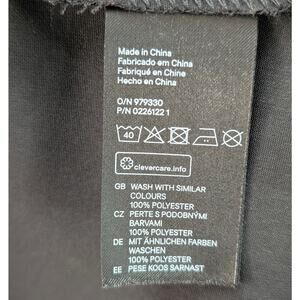 Made in China
Fabricado em China
Fabriqué en Chine
Hecho en China
O/N 979330
P/N 02261221
40
clevercare.info
GB WASH WITH SIMILAR
COLOURS
100% POLYESTER
CZ PERTE S PODOBNÝMI
BARVAMI
100% POLYESTER
DE MIT ÄHNLICHEN FARBEN
WASCHEN
100% POLYESTER
EE PESE KOOS SARNAST